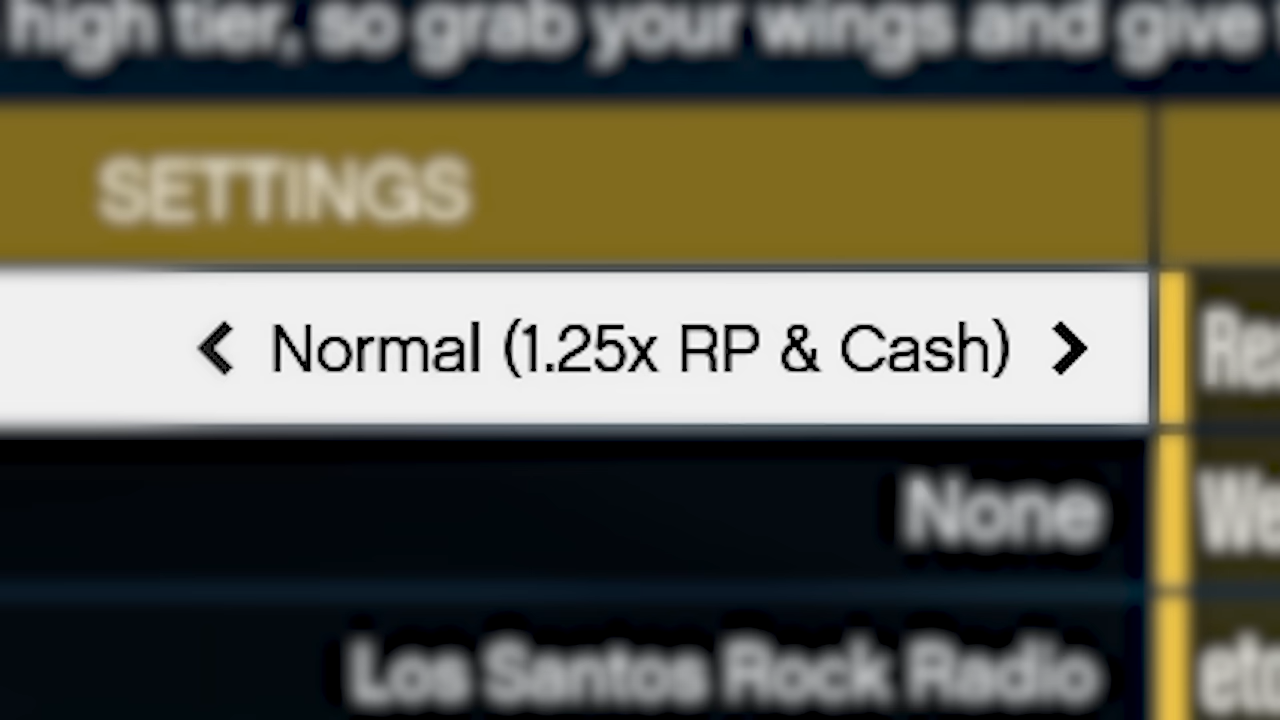 high tier, so grab your wings and give
SETTINGS
< Normal (1.25x RP & Cash) >
None
Los Santos Rock Radio